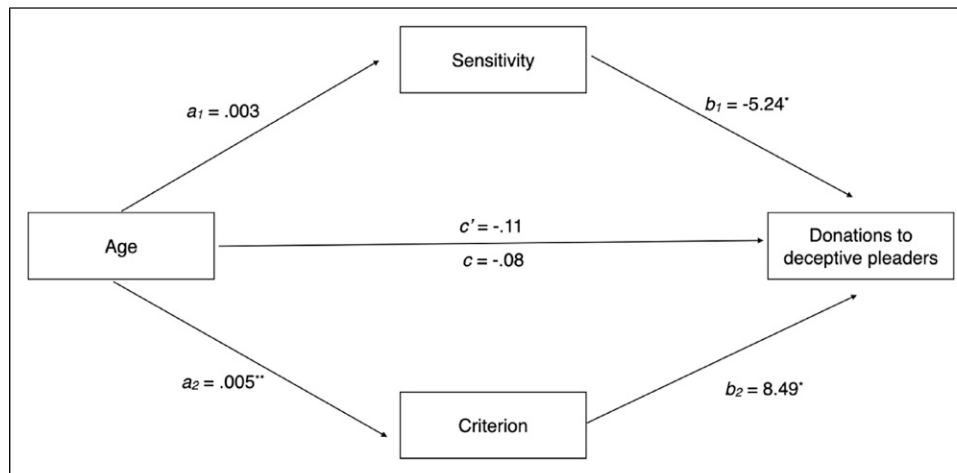 Sensitivity
a₁ = .003
b₁ = -5.24*
Age
c' = -.11
c = -.08
Donations to
deceptive pleaders
a₂ = .005**
b₂ = 8.49*
Criterion